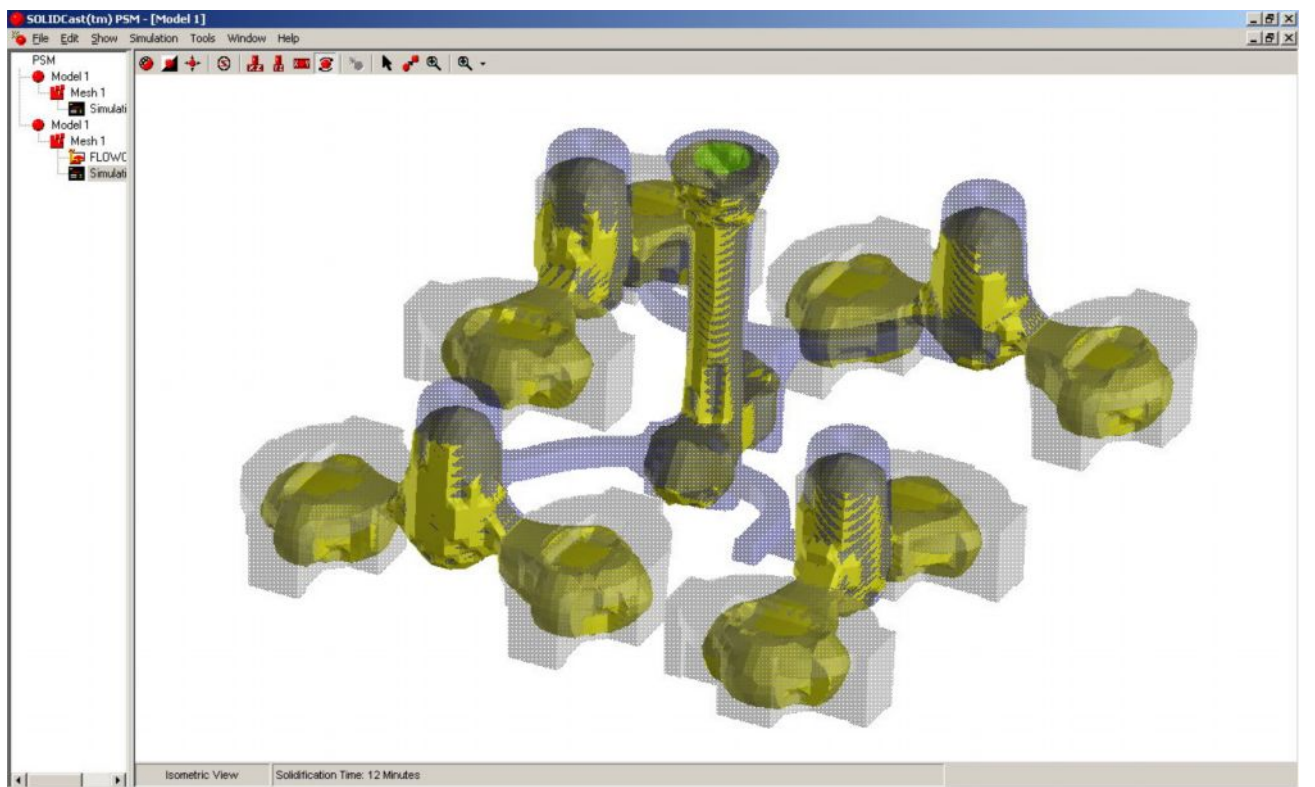 SOLIDCast(tm) PSM - [Model 1]
File Edit Show Simulation Tools Window Help
PSM
Model 1
Mesh 1
Simulati
Model 1
Mesh 1
FLOWC
Simulati
Isometric View
Solidification Time: 12 Minutes